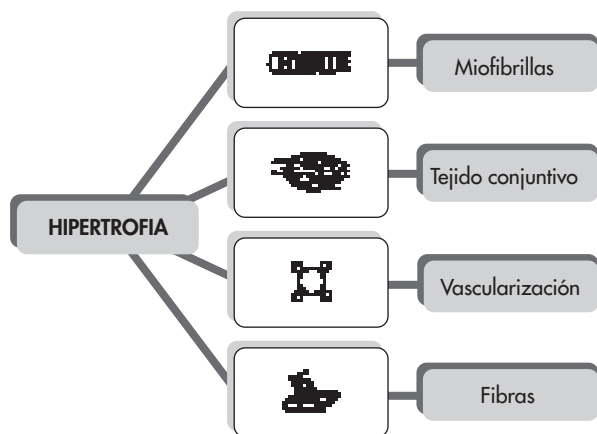 Miofibrillas
Tejido conjuntivo
HIPERTROFIA
Vascularización
Fibras